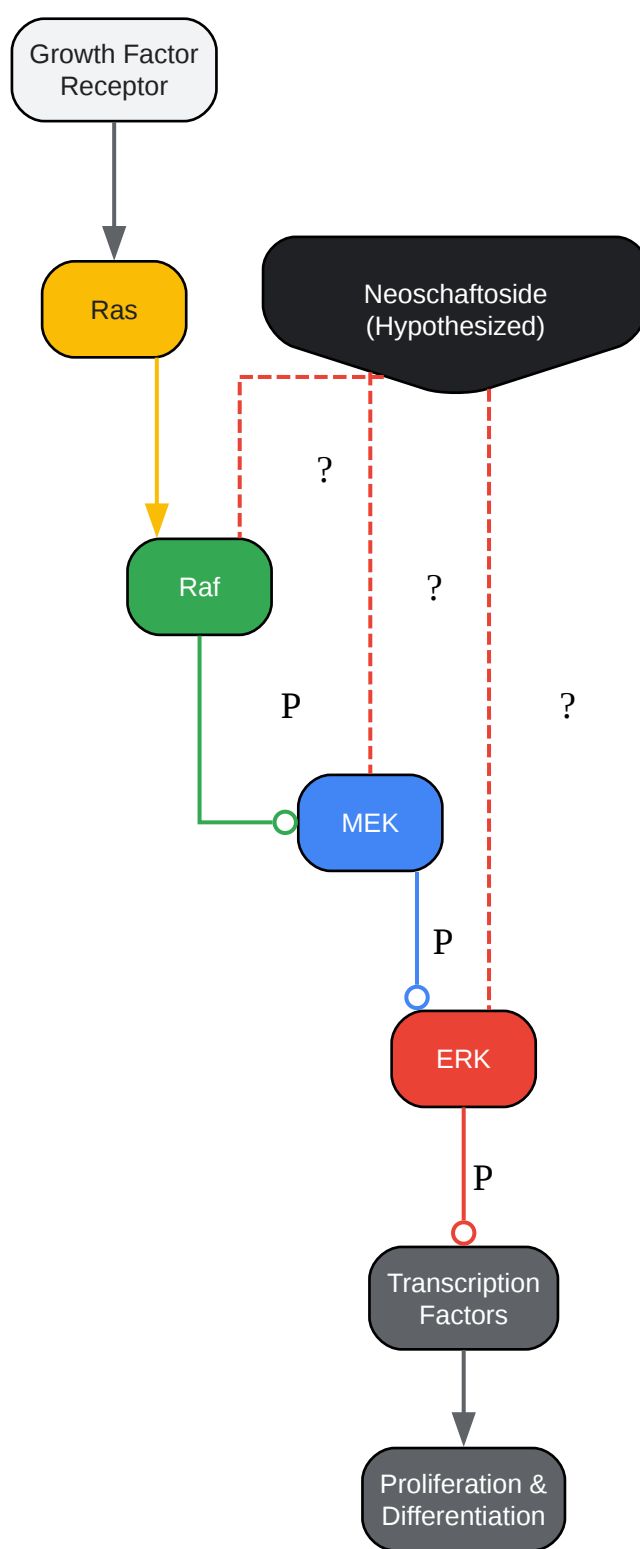 Growth Factor
Receptor
Ras
Neoschaftoside
(Hypothesized)
?
Raf
?
P
?
MEK
P
ERK
P
Transcription
Factors
Proliferation &
Differentiation